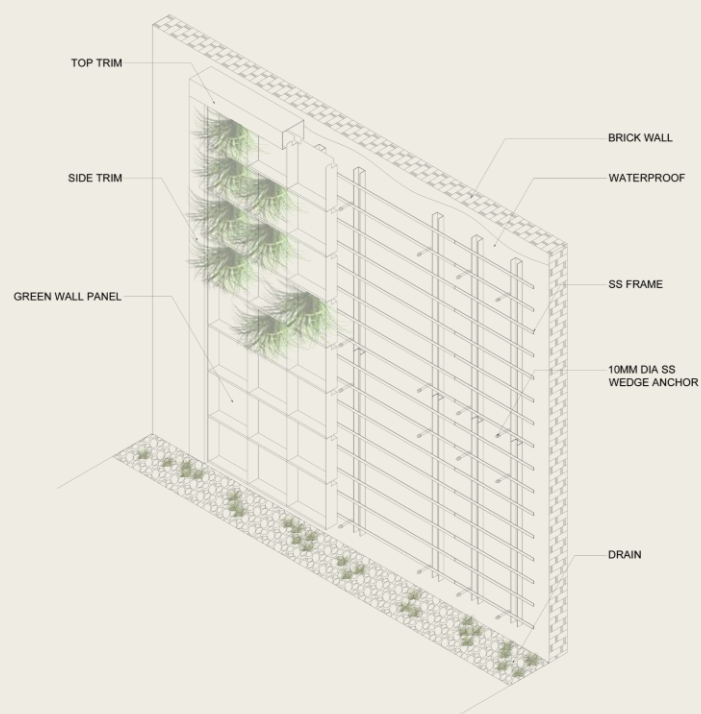 TOP TRIM
SIDE TRIM
GREEN WALL PANEL
BRICK WALL
WATERPROOF
SS FRAME
10MM DIA SS
WEDGE ANCHOR
DRAIN